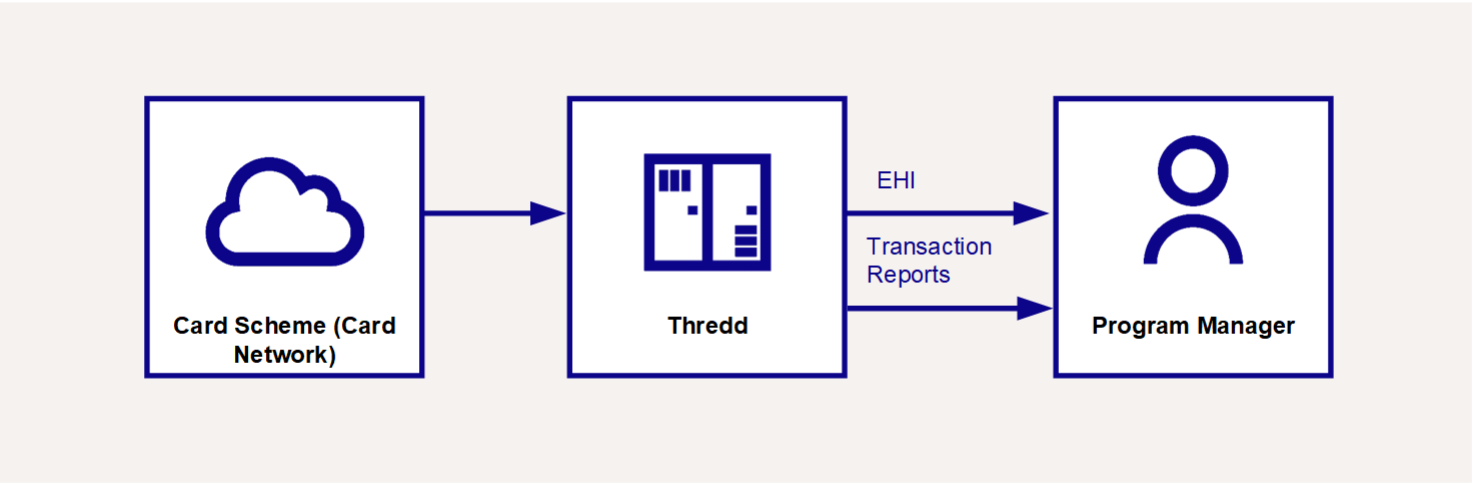 Card Scheme (Card
Network)
Thredd
EHI
Transaction
Reports
Program Manager